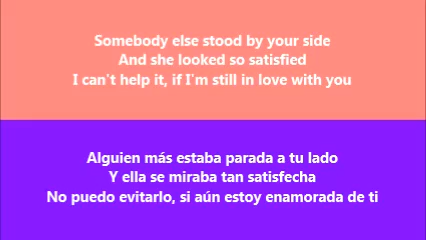 Somebody else stood by your side
And she looked so satisfied
I can't help it, if I'm still in love with you
Alguien más estaba parada a tu lado
Y ella se miraba tan satisfecha
No puedo evitarlo, si aún estoy enamorada de ti